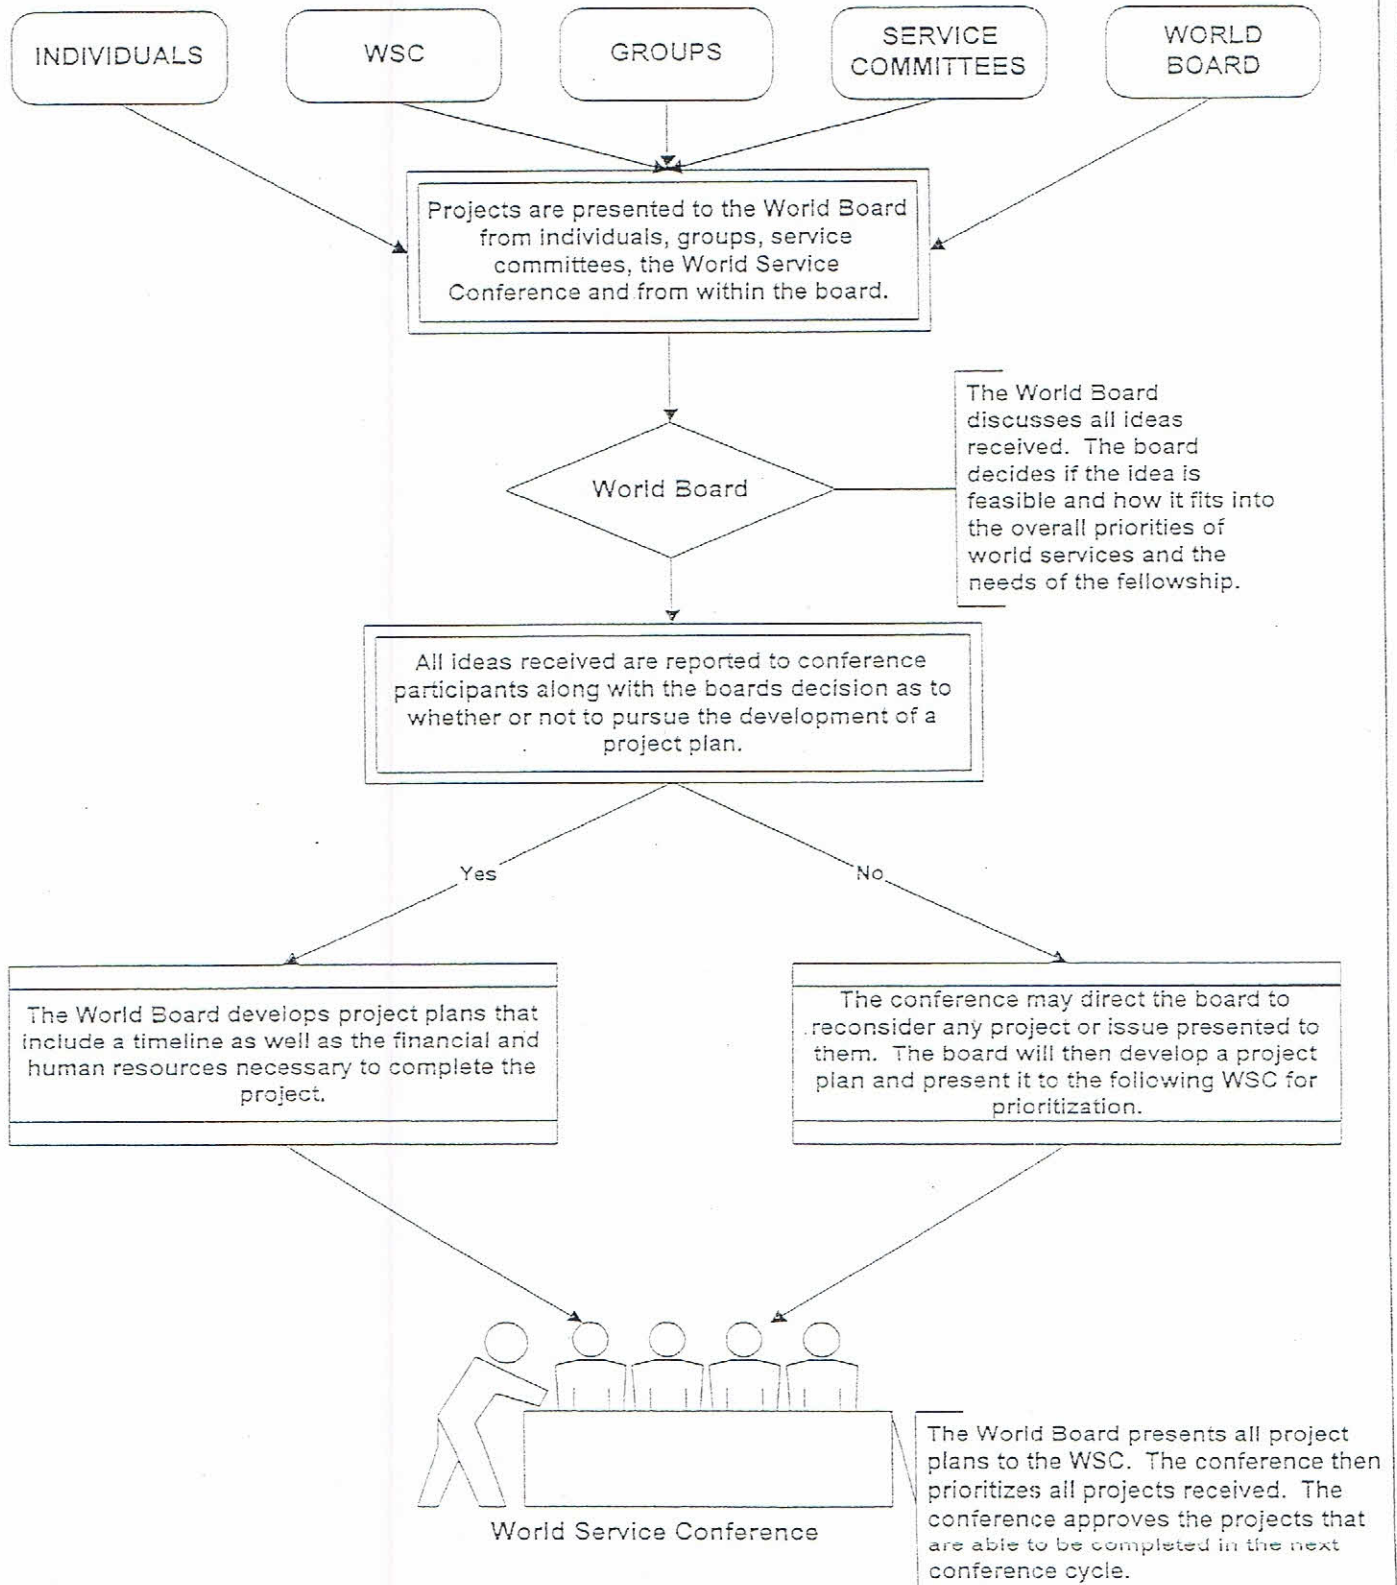 INDIVIDUALS
WSC
GROUPS
SERVICE
COMMITTEES
WORLD
BOARD
Projects are presented to the World Board
from individuals, groups, service
committees, the World Service
Conference and from within the board.
World Board
The World Board
discusses all ideas
received. The board
decides if the idea is
feasible and how it fits into
the overall priorities of
world services and the
needs of the fellowship.
All ideas received are reported to conference
participants along with the boards decision as to
whether or not to pursue the development of a
project plan.
Yes
No
The World Board develops project plans that
include a timeline as well as the financial and
human resources necessary to complete the
project.
The conference may direct the board to
reconsider any project or issue presented to
them. The board will then develop a project
plan and present it to the following WSC for
prioritization.
World Service Conference
The World Board presents all project
plans to the WSC. The conference then
prioritizes all projects received. The
conference approves the projects that
are able to be completed in the next
conference cycle.